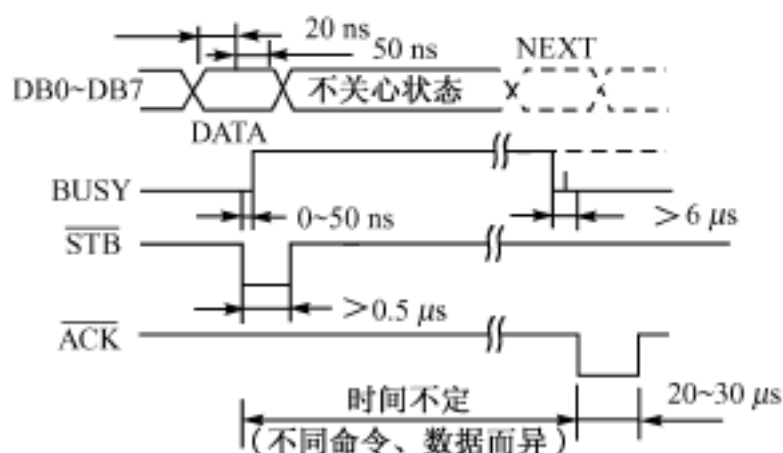 20 ns
50 ns
NEXT
DB0~DB7
不关心状态
DATA
BUSY
0~50 ns
>6 μs
STB
>0.5 μs
ACK
时间不定
20~30 μs
(不同命令、数据而异)